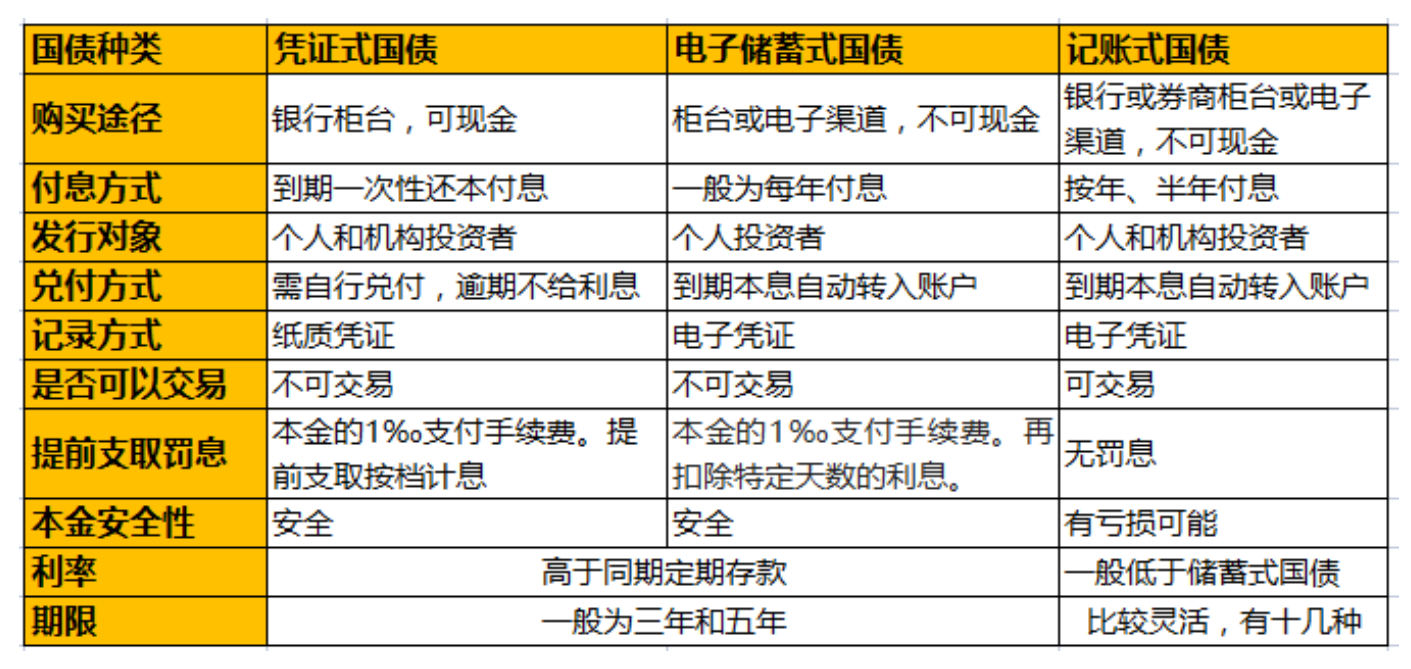 国债种类 凭证式国债 电子储蓄式国债 记账式国债
购买途径 银行柜台，可现金 柜台或电子渠道，不可现金 银行或券商柜台或电子
渠道，不可现金
付息方式 到期一次性还本付息 一般为每年付息 按年、半年付息
发行对象 个人和机构投资者 个人投资者 个人和机构投资者
兑付方式 需自行兑付，逾期不给利息 到期本息自动转入账户 到期本息自动转入账户
记录方式 纸质凭证 电子凭证 电子凭证
是否可以交易 不可交易 不可交易 可交易
提前支取罚息 本金的1‰支付手续费。提
前支取按档计息 本金的1‰支付手续费。再
扣除特定天数的利息。 无罚息
本金安全性 安全 安全 有亏损可能
利率 高于同期定期存款 一般低于储蓄式国债
期限 一般为三年和五年 比较灵活，有十几种